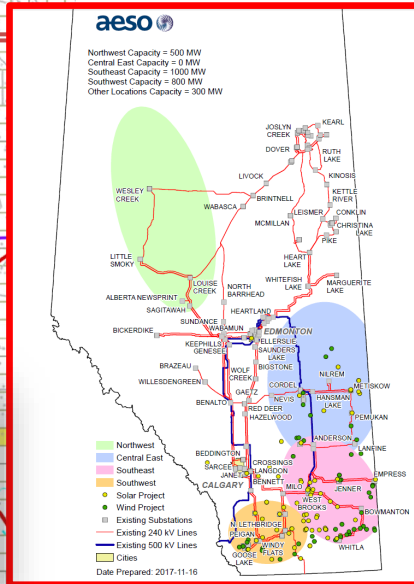 aeso
Northwest Capacity = 500 MW
Central East Capacity = 0 MW
Southeast Capacity = 1000 MW
Southwest Capacity = 800 MW
Other Locations Capacity = 300 MW
KEARL
JOSLYN
CREEK
DOVER
RUTH
LAKE
LIVOCK
KINOSIS
WESLEY
CREEK
BRINTNELL
KETTLE
RIVER
WABASCA
LEISMER
CONKLIN
MCMILLAN
CHRISTINA
LAKE
PIKE
LITTLE
SMOKY
HEART
LAKE
LOUISE
CREEK
WHITEFISH
LAKE
MARGUERITE
LAKE
ALBERTA NEWSPRINT
NORTH
BARRHEAD
SAGITAWAH
HEARTLAND
SUNDANCE
BICKERDIKE
WABAMUN
EDMONTON
KEEPHILLS
GENESEE
ELLERSLIE
SAUNDERS
LAKE
BRAZEAU
WOLF
CREEK
BIGSTONE
NILREM
WILLESDENGREEN
CORDEL
METISKOW
GAETZ
NEVIS
HANSMAN
LAKE
BENALTO
RED DEER
HAZELWOOD
PEMUKAN
ANDERSON
LANFINE
Northwest
Central East
Southeast
Southwest
Solar Project
Wind Project
Existing Substations
Existing 240 kV Lines
Existing 500 kV Lines
Cities
BEDDINGTON
CROSSINGS
SARCEE
LANGDON
JANET
BENNETT
EMPRESS
CALGARY
MILO
JENNER
WEST
BROOKS
BOWMANTON
N LETHBRIDGE
PEIGAN
WINDY
FLATS
GOOSE
LAKE
WHITLA
Date Prepared: 2017-11-16